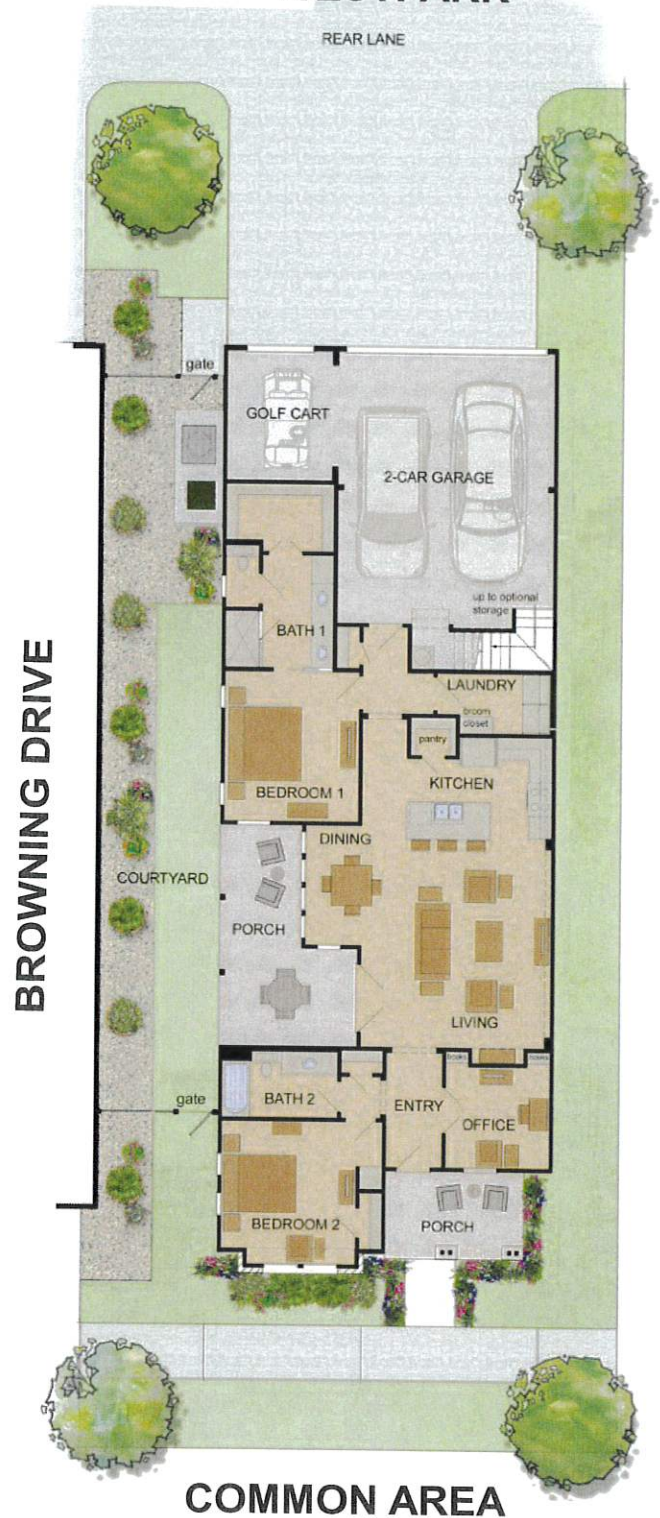 REAR LANE
gate
GOLF CART
2-CAR GARAGE
up to optional
storage
BATH 1
LAUNDRY
broom
closet
pantry
BEDROOM 1
KITCHEN
DINING
COURTYARD
PORCH
LIVING
BROWNING DRIVE
books
gate
BATH 2
ENTRY
OFFICE
BEDROOM 2
PORCH
COMMON AREA